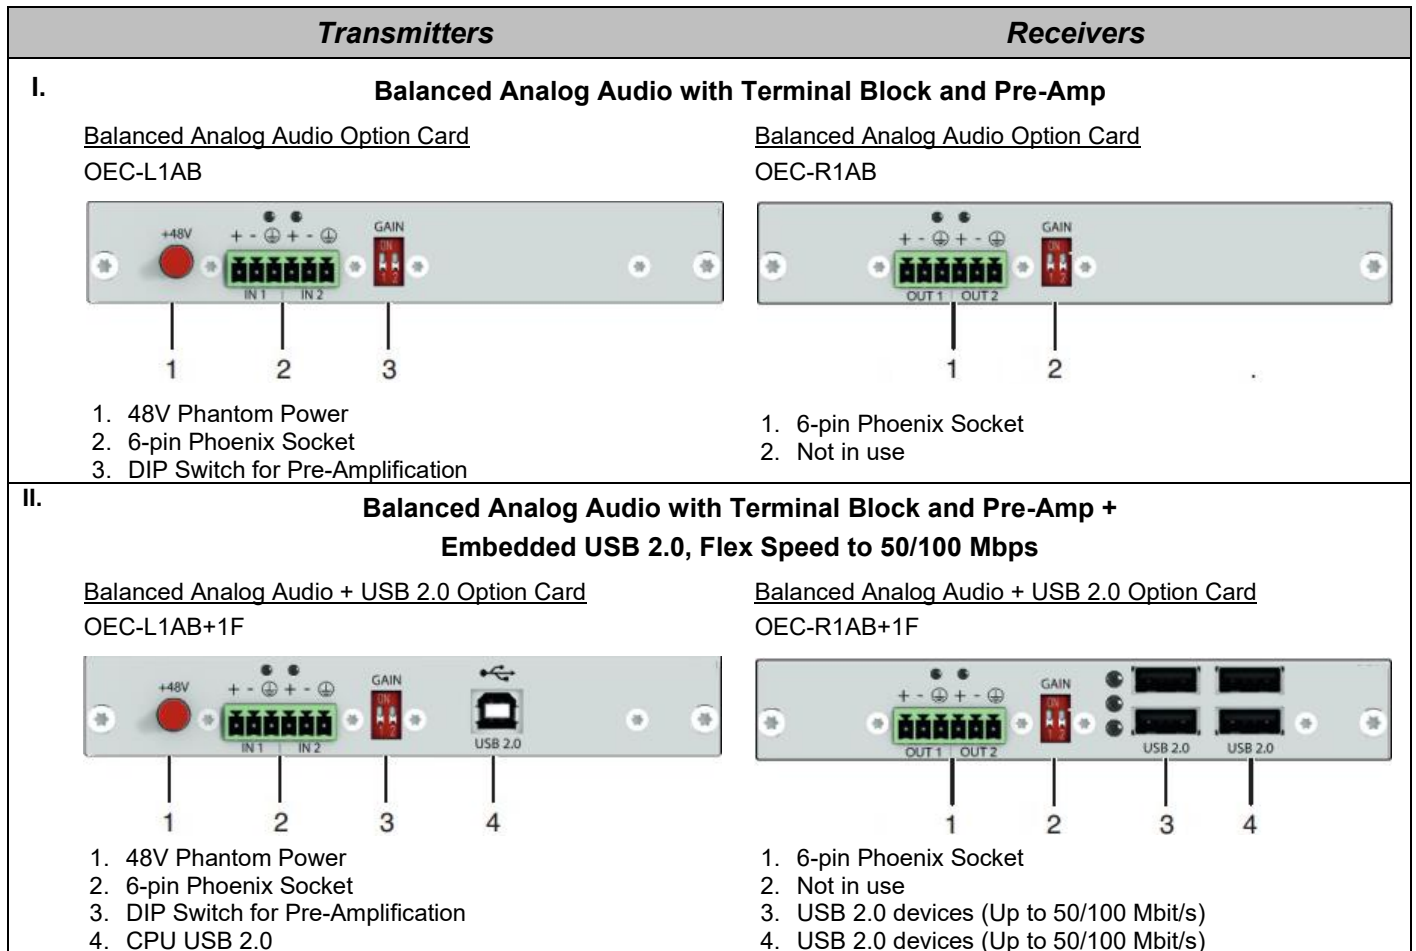 Transmitters Receivers
I.
Balanced Analog Audio with Terminal Block and Pre-Amp
Balanced Analog Audio Option Card
OEC-L1AB
+48V
+ - ⏚ + - ⏚
IN 1 IN 2
GAIN
ON
1 2
1 2 3
1. 48V Phantom Power
2. 6-pin Phoenix Socket
3. DIP Switch for Pre-Amplification
Balanced Analog Audio Option Card
OEC-R1AB
+ - ⏚ + - ⏚
OUT 1 OUT 2
GAIN
ON
1 2
1 2 .
1. 6-pin Phoenix Socket
2. Not in use
II.
Balanced Analog Audio with Terminal Block and Pre-Amp +
Embedded USB 2.0, Flex Speed to 50/100 Mbps
Balanced Analog Audio + USB 2.0 Option Card
OEC-L1AB+1F
+48V
+ - ⏚ + - ⏚
IN 1 IN 2
GAIN
ON
1 2
USB 2.0
1 2 3 4
1. 48V Phantom Power
2. 6-pin Phoenix Socket
3. DIP Switch for Pre-Amplification
4. CPU USB 2.0
Balanced Analog Audio + USB 2.0 Option Card
OEC-R1AB+1F
+ - ⏚ + - ⏚
OUT 1 OUT 2
GAIN
ON
1 2
USB 2.0 USB 2.0
1 2 3 4
1. 6-pin Phoenix Socket
2. Not in use
3. USB 2.0 devices (Up to 50/100 Mbit/s)
4. USB 2.0 devices (Up to 50/100 Mbit/s)